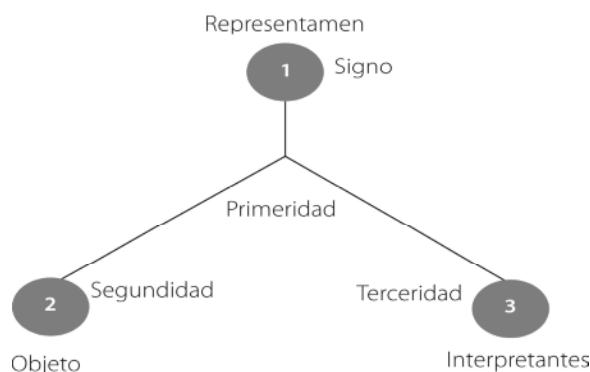 Representamen
1 Signo
Primeridad
2 Segundidad
Terceridad 3
Objeto
Interpretantes